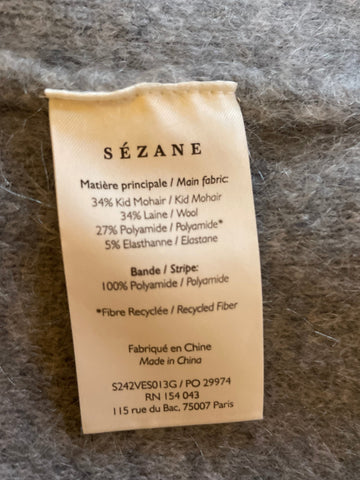 SÉZANE
Matière principale / Main fabric:
34% Kid Mohair / Kid Mohair
34% Laine / Wool
27% Polyamide / Polyamide*
5% Elasthanne / Elastane
Bande / Stripe:
100% Polyamide / Polyamide
*Fibre Recyclée / Recycled Fiber
Fabriqué en Chine
Made in China
S242VES013G / PO 29974
RN 154 043
115 rue du Bac, 75007 Paris